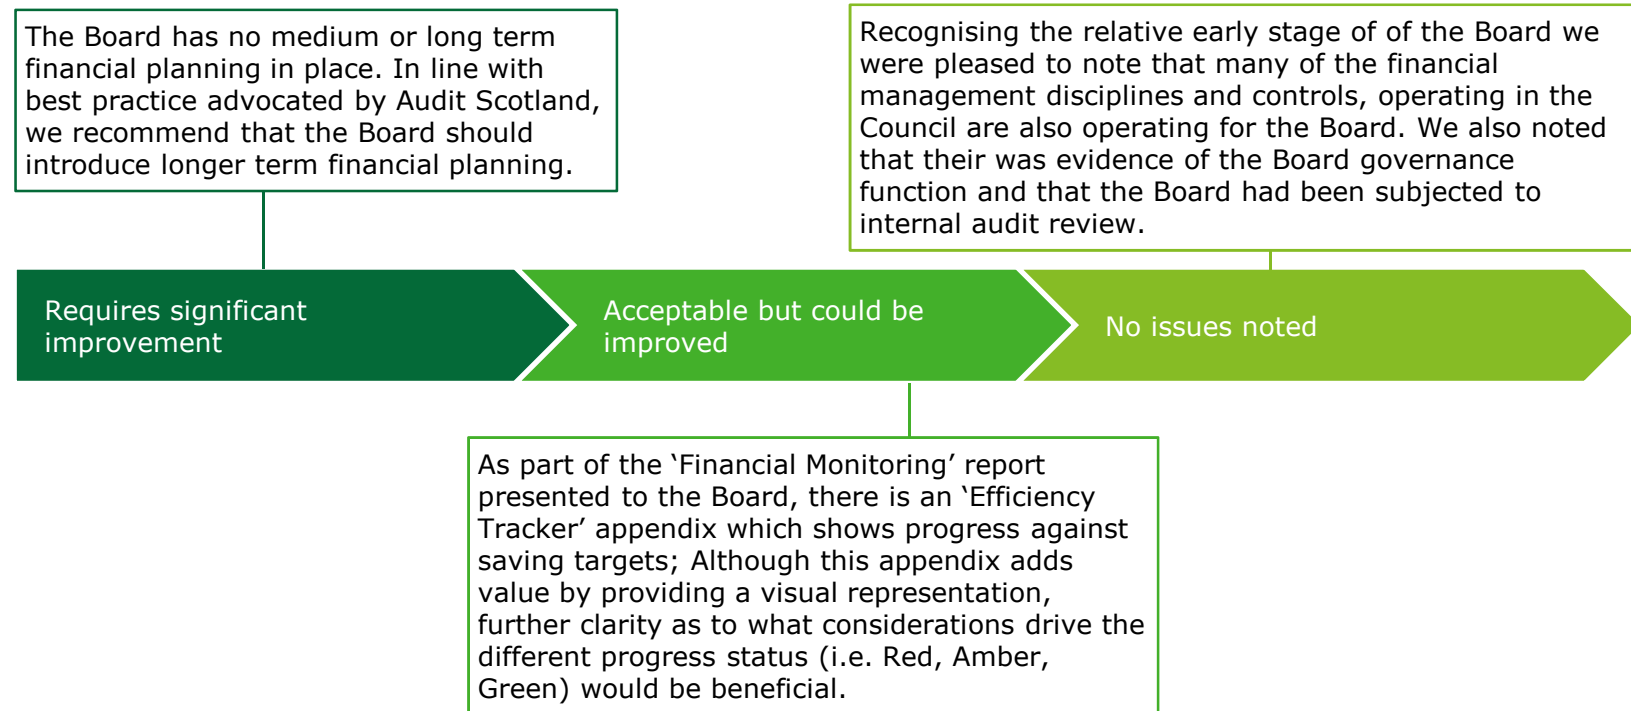 The Board has no medium or long term
financial planning in place. In line with
best practice advocated by Audit Scotland,
we recommend that the Board should
introduce longer term financial planning.
Recognising the relative early stage of of the Board we
were pleased to note that many of the financial
management disciplines and controls, operating in the
Council are also operating for the Board. We also noted
that their was evidence of the Board governance
function and that the Board had been subjected to
internal audit review.
Requires significant
improvement
Acceptable but could be
improved
No issues noted
As part of the ‘Financial Monitoring’ report
presented to the Board, there is an ‘Efficiency
Tracker’ appendix which shows progress against
saving targets; Although this appendix adds
value by providing a visual representation,
further clarity as to what considerations drive the
different progress status (i.e. Red, Amber,
Green) would be beneficial.